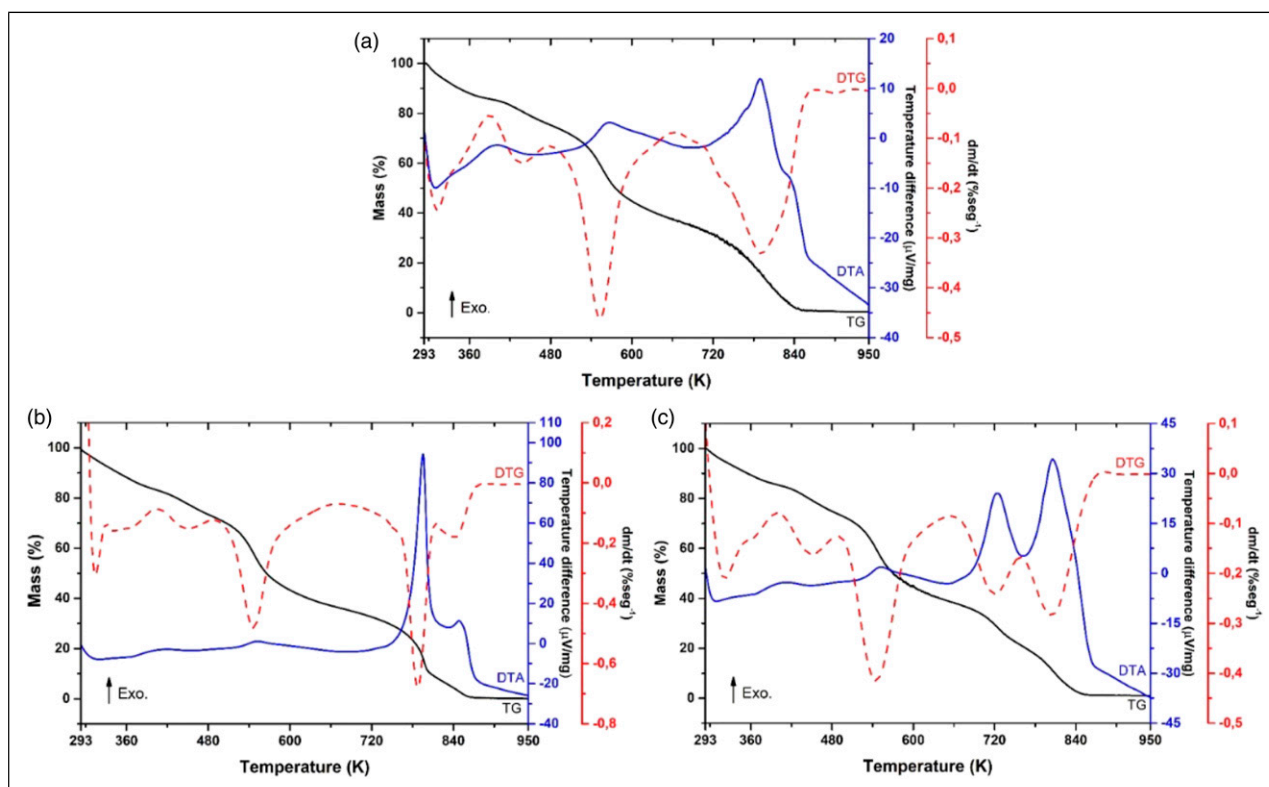 (a)
Mass (%)
100
80
60
40
20
0
20
10
0
-10
-20
-30
-40
Temperature difference (µV/mg)
0,1
0,0
-0,1
-0,2
-0,3
-0,4
-0,5
dm/dt (%seg⁻¹)
DTG
DTA
TG
Exo.
293 360 480 600 720 840 950
Temperature (K)
(b)
Mass (%)
100
80
60
40
20
0
110
100
80
60
40
20
0
-20
-40
Temperature difference (µV/mg)
0,2
0,0
-0,2
-0,4
-0,6
-0,8
dm/dt (%seg⁻¹)
DTG
DTA
TG
Exo.
293 360 480 600 720 840 950
Temperature (K)
(c)
Mass (%)
100
80
60
40
20
0
45
30
15
0
-15
-30
-45
Temperature difference (µV/mg)
0,1
0,0
-0,1
-0,2
-0,3
-0,4
-0,5
dm/dt (%seg⁻¹)
DTG
DTA
TG
Exo.
293 360 480 600 720 840 950
Temperature (K)